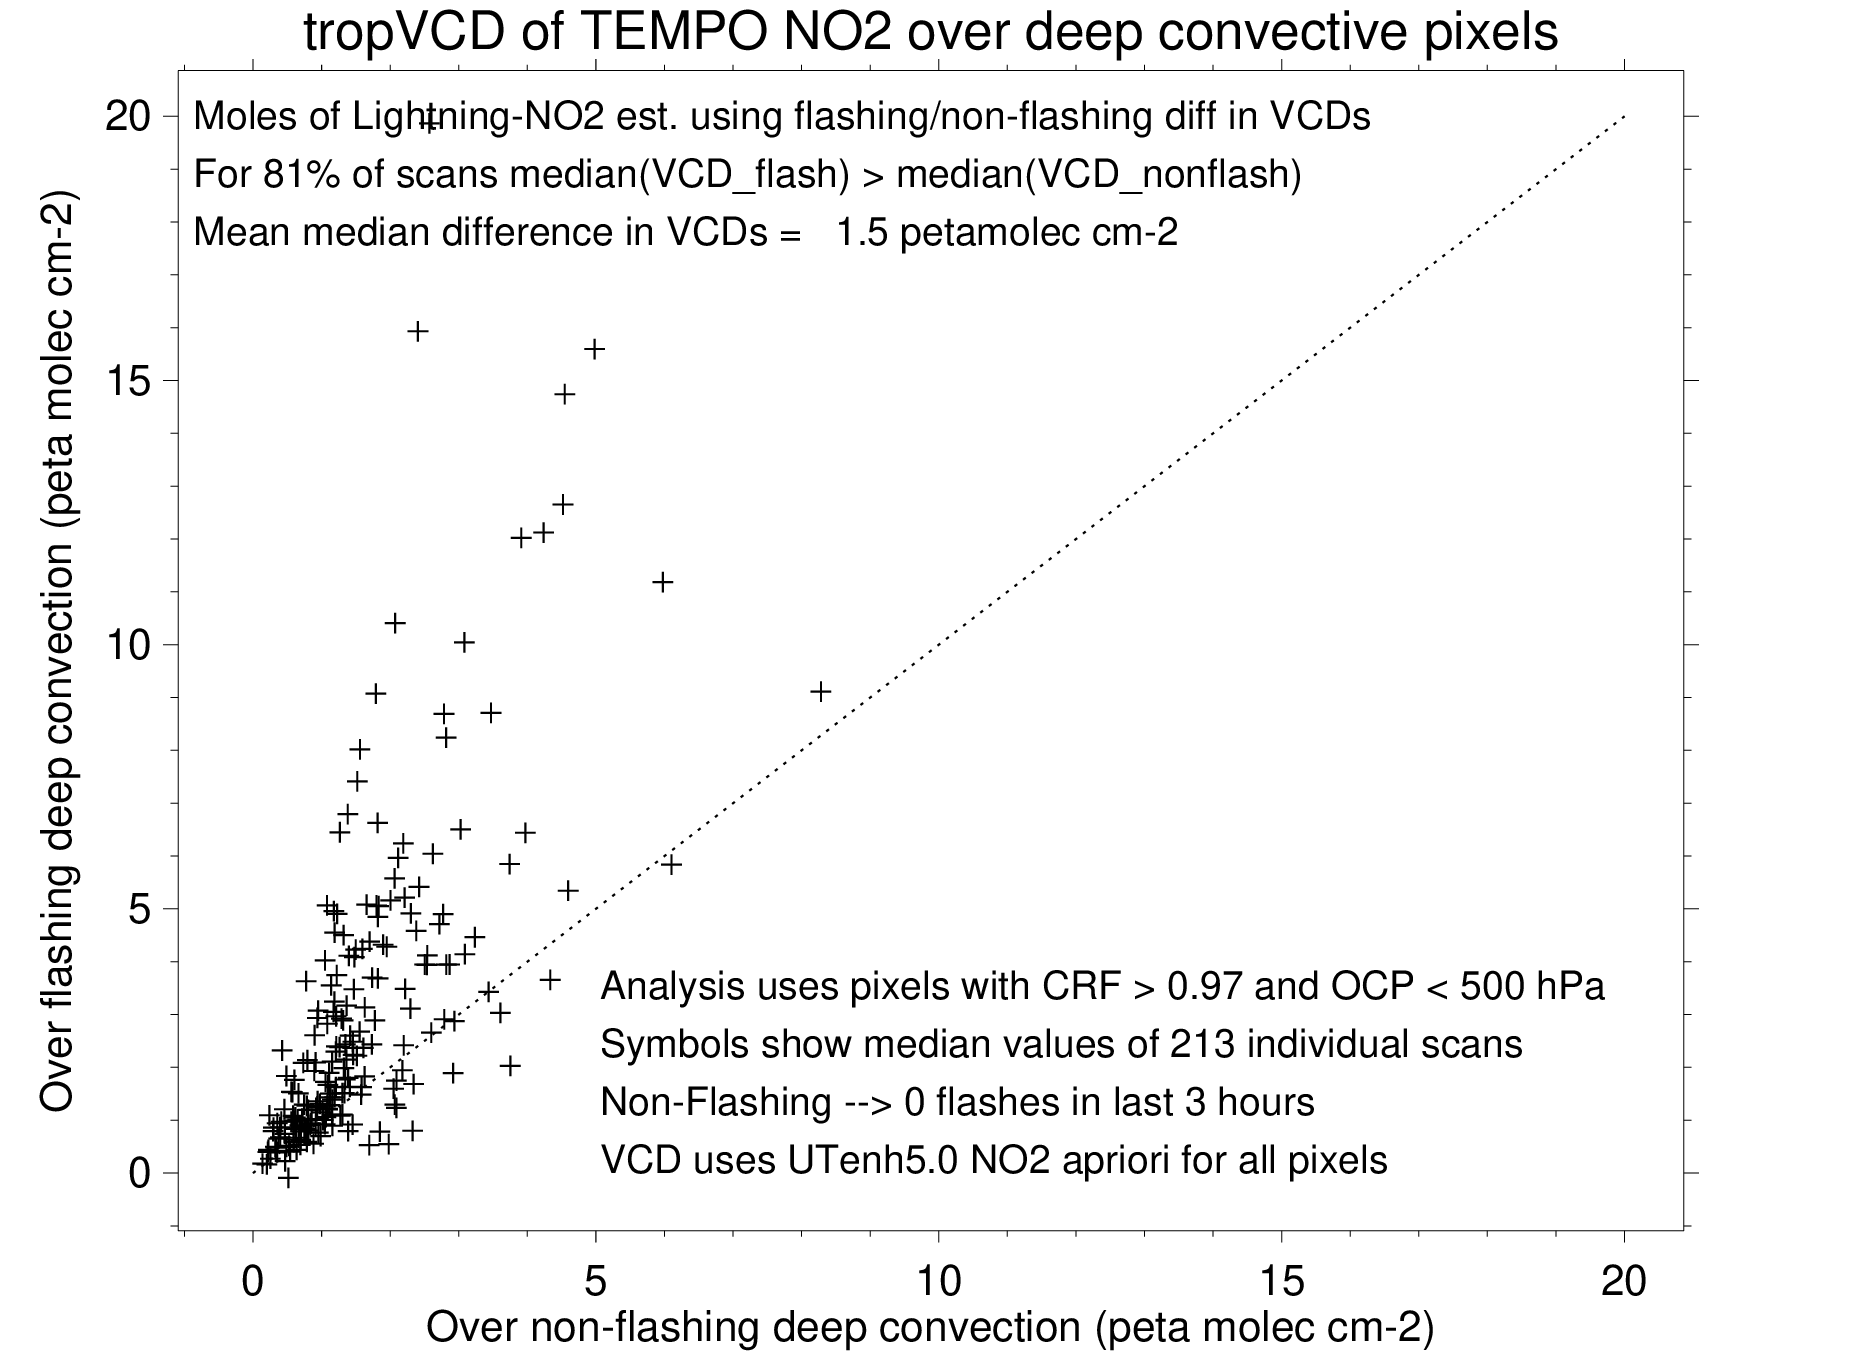 tropVCD of TEMPO NO2 over deep convective pixels
Moles of Lightning-NO2 est. using flashing/non-flashing diff in VCDs
For 81% of scans median(VCD_flash) > median(VCD_nonflash)
Mean median difference in VCDs = 1.5 petamolec cm-2
20
15
10
5
0
Over flashing deep convection (peta molec cm-2)
Analysis uses pixels with CRF > 0.97 and OCP < 500 hPa
Symbols show median values of 213 individual scans
Non-Flashing --> 0 flashes in last 3 hours
VCD uses UTenh5.0 NO2 apriori for all pixels
0 5 10 15 20
Over non-flashing deep convection (peta molec cm-2)